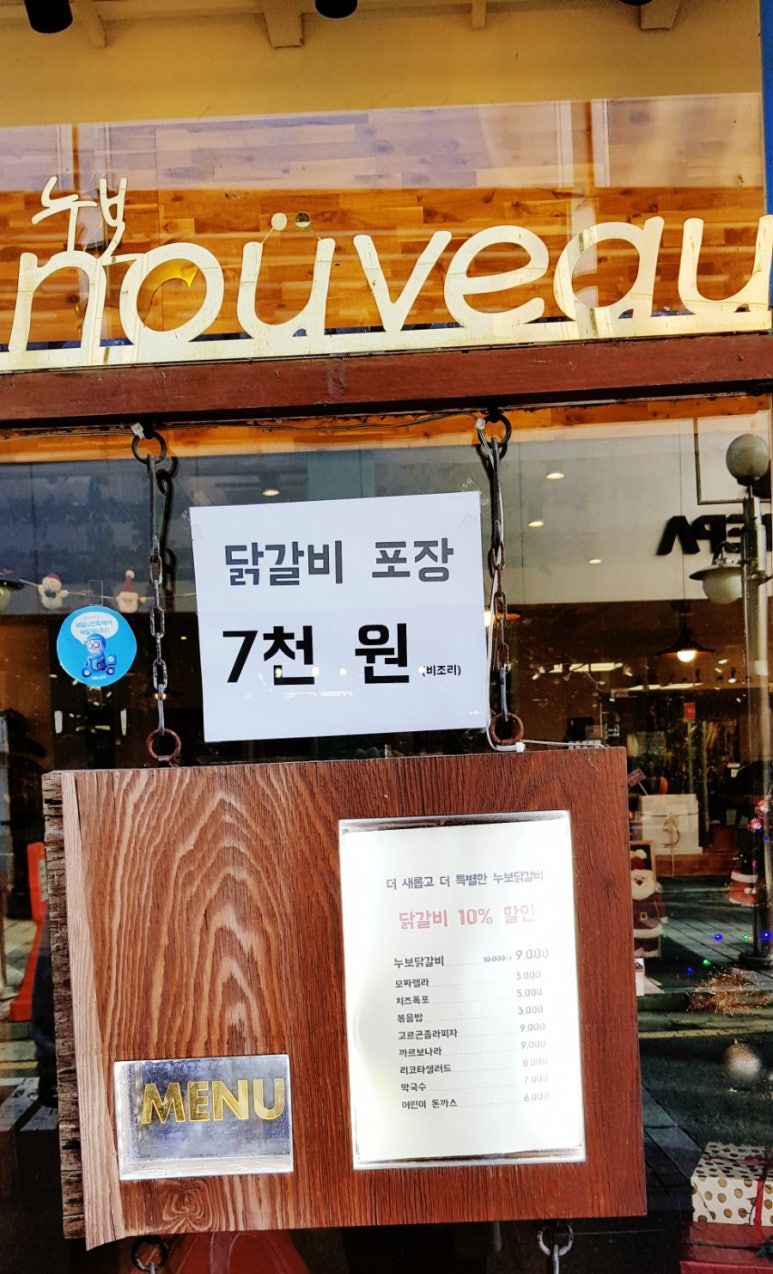 누보
noüveau
닭갈비 포장
7천 원 (비조리)
EPA
더 새롭고 더 특별한 누보닭갈비
닭갈비 10% 할인
누보닭갈비 10,000→ 9,000
모짜렐라 3,000
치즈폭포 5,000
볶음밥 3,000
고르곤졸라피자 9,000
까르보나라 9,000
리코타샐러드 8,000
막국수 7,000
어린이 돈까스 6,000
MENU